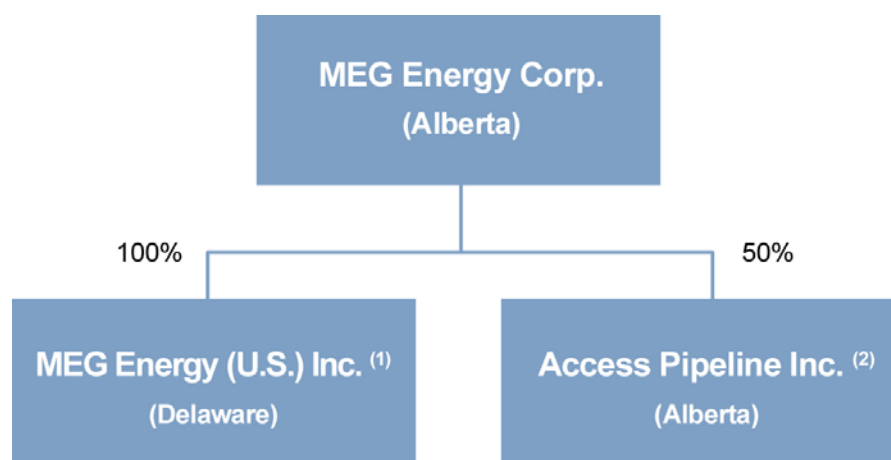 MEG Energy Corp.
(Alberta)
100%
50%
MEG Energy (U.S.) Inc. (1)
(Delaware)
Access Pipeline Inc. (2)
(Alberta)